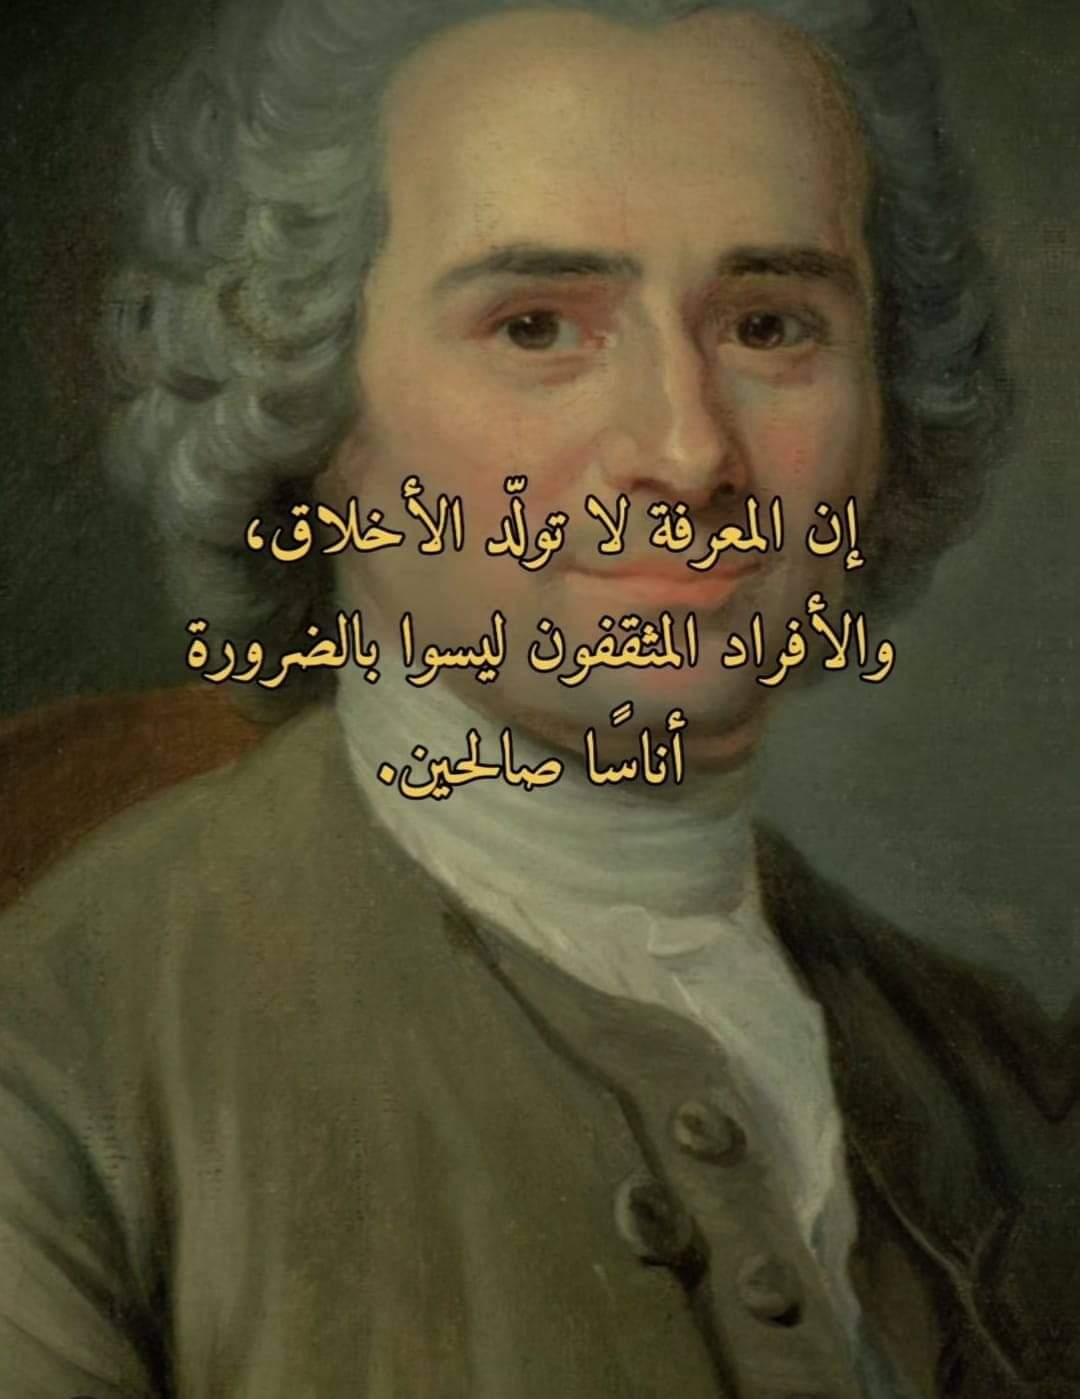 إن المعرفة لا تولّد الأخلاق،
والأفراد المثقفون ليسوا بالضرورة
أناسًا صالحين.